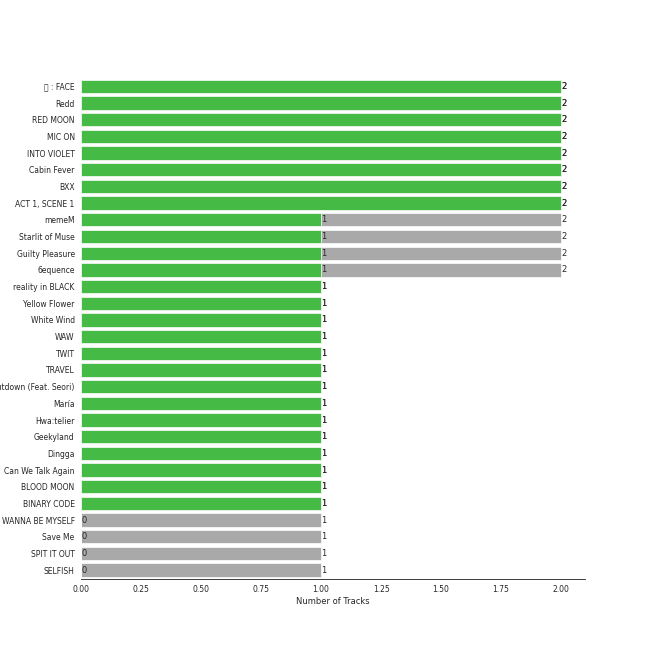 : FACE 2
Redd 2
RED MOON 2
MIC ON 2
INTO VIOLET 2
Cabin Fever 2
BXX 2
ACT 1, SCENE 1 2
memeM 1 2
Starlit of Muse 1 2
Guilty Pleasure 1 2
6equence 1 2
reality in BLACK 1
Yellow Flower 1
White Wind 1
WAW 1
TWIT 1
TRAVEL 1
tdown (Feat. Seori) 1
María 1
Hwa:telier 1
Geekyland 1
Dingga 1
Can We Talk Again 1
BLOOD MOON 1
BINARY CODE 1
WANNA BE MYSELF 0 1
Save Me 0 1
SPIT IT OUT 0 1
SELFISH 0 1
0.00 0.25 0.50 0.75 1.00 1.25 1.50 1.75 2.00
Number of Tracks